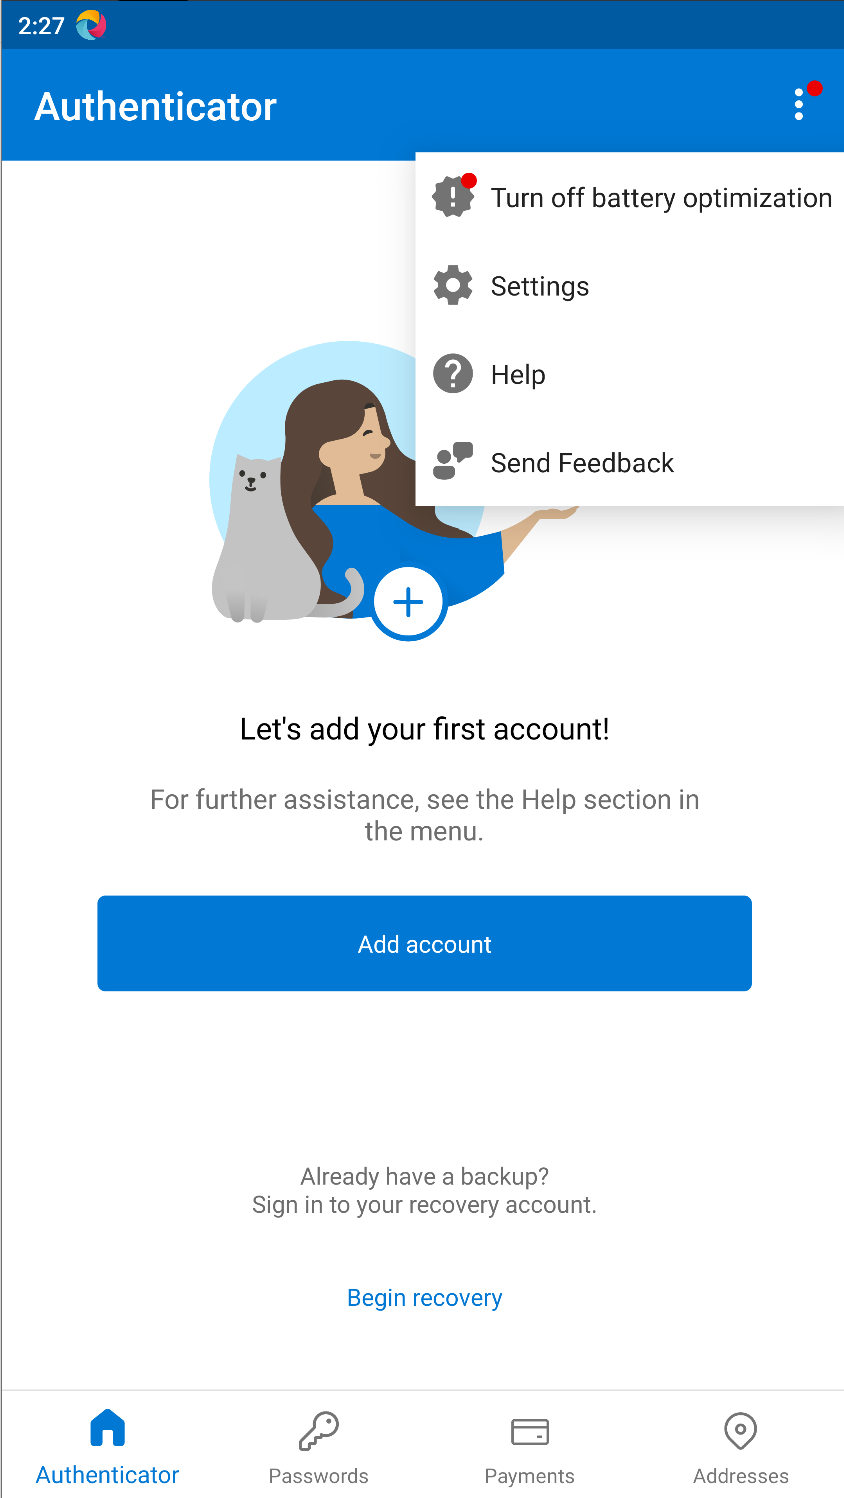 2:27
Authenticator
Turn off battery optimization
Settings
Help
Send Feedback
Let's add your first account!
For further assistance, see the Help section in
the menu.
Add account
Already have a backup?
Sign in to your recovery account.
Begin recovery
Authenticator
Passwords
Payments
Addresses